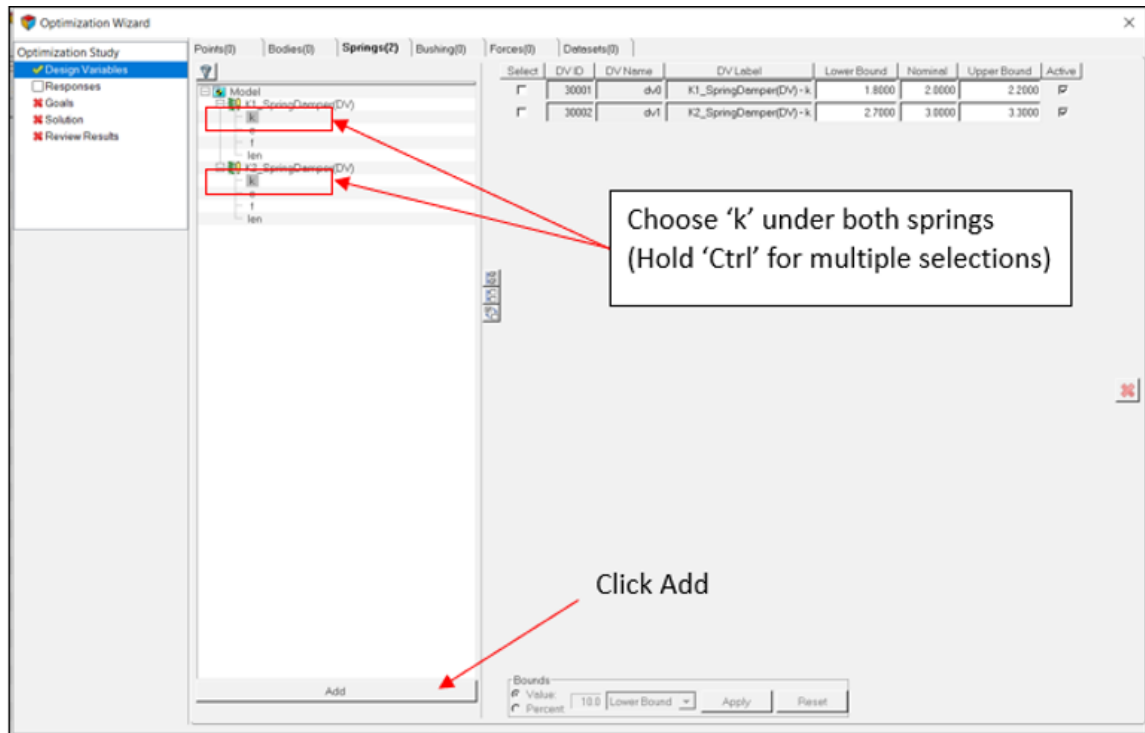 Optimization Wizard
Optimization Study
Design Variables
Responses
Goals
Solution
Review Results
Points(0) Bodies(0) Springs(2) Bushing(0) Forces(0) Datasets(0)
Model
K1_SpringDamper(DV)
k
c
f
len
K2_SpringDamper(DV)
k
c
f
len
Add
Select DV ID DV Name DV Label Lower Bound Nominal Upper Bound Active
30001 dv0 K1_SpringDamper(DV) - k 1.8000 2.0000 2.2000
30002 dv1 K2_SpringDamper(DV) - k 2.7000 3.0000 3.3000
Choose ‘k’ under both springs
(Hold ‘Ctrl’ for multiple selections)
Click Add
Bounds
Value:
Percent 10.0 Lower Bound Apply Reset